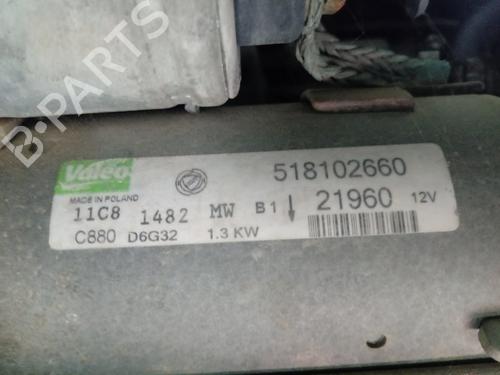 Valeo
518102660
MADE IN POLAND
11C8 1482 MW B1 21960 12V
C880 D6G32 1.3 KW
B-PARTS